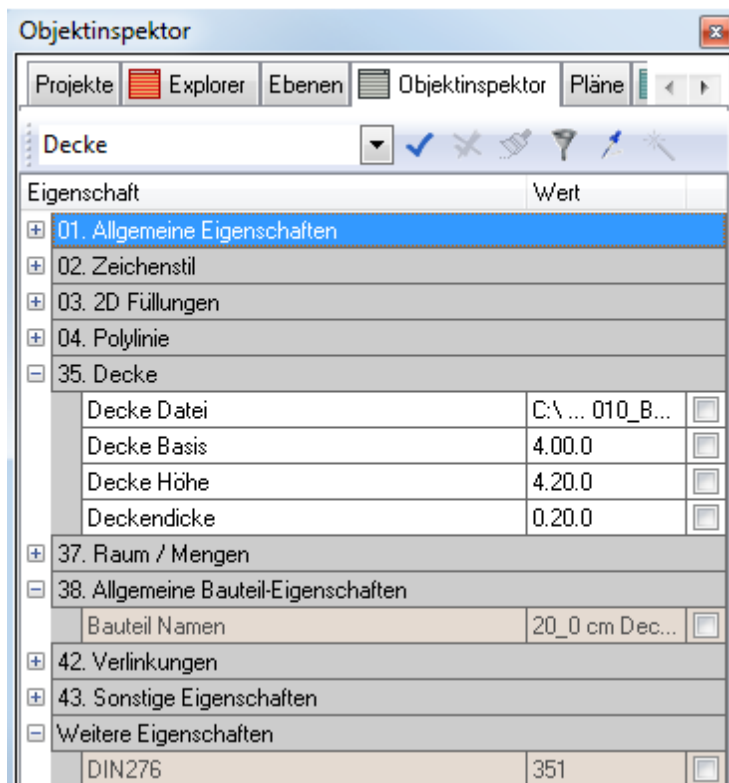 Objektinspektor
Projekte Explorer Ebenen Objektinspektor Pläne
Decke
Eigenschaft Wert
01. Allgemeine Eigenschaften
02. Zeichenstil
03. 2D Füllungen
04. Polylinie
35. Decke
Decke Datei C:\ ... 010_B...
Decke Basis 4.00.0
Decke Höhe 4.20.0
Deckendicke 0.20.0
37. Raum / Mengen
38. Allgemeine Bauteil-Eigenschaften
Bauteil Namen 20_0 cm Dec...
42. Verlinkungen
43. Sonstige Eigenschaften
Weitere Eigenschaften
DIN276 351